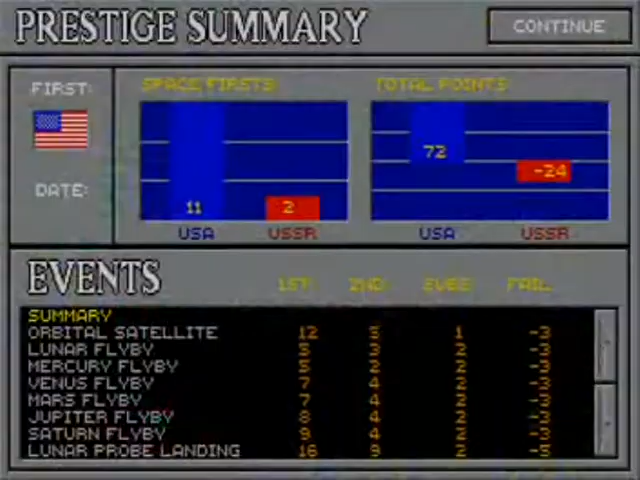 PRESTIGE SUMMARY
CONTINUE
FIRST:
SPACE FIRSTS
TOTAL POINTS
72
-24
DATE:
11
2
USA
USSR
USA
USSR
EVENTS
1ST
2ND
SUBS
FAIL
SUMMARY
ORBITAL SATELLITE 12 5 1 -3
LUNAR FLYBY 5 3 2 -3
MERCURY FLYBY 5 2 2 -3
VENUS FLYBY 7 4 2 -3
MARS FLYBY 7 4 2 -3
JUPITER FLYBY 8 4 2 -3
SATURN FLYBY 9 4 2 -3
LUNAR PROBE LANDING 16 9 2 -5